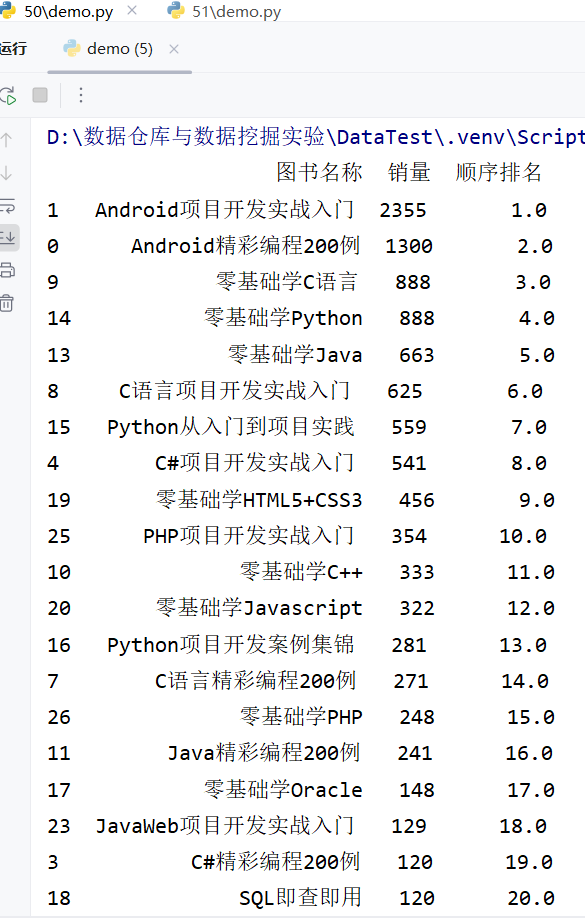 50\demo.py 51\demo.py
运行 demo (5)
D:\数据仓库与数据挖掘实验\DataTest\.venv\Script
图书名称 销量 顺序排名
1 Android项目开发实战入门 2355 1.0
0 Android精彩编程200例 1300 2.0
9 零基础学C语言 888 3.0
14 零基础学Python 888 4.0
13 零基础学Java 663 5.0
8 C语言项目开发实战入门 625 6.0
15 Python从入门到项目实践 559 7.0
4 C#项目开发实战入门 541 8.0
19 零基础学HTML5+CSS3 456 9.0
25 PHP项目开发实战入门 354 10.0
10 零基础学C++ 333 11.0
20 零基础学Javascript 322 12.0
16 Python项目开发案例集锦 281 13.0
7 C语言精彩编程200例 271 14.0
26 零基础学PHP 248 15.0
11 Java精彩编程200例 241 16.0
17 零基础学Oracle 148 17.0
23 JavaWeb项目开发实战入门 129 18.0
3 C#精彩编程200例 120 19.0
18 SQL即查即用 120 20.0